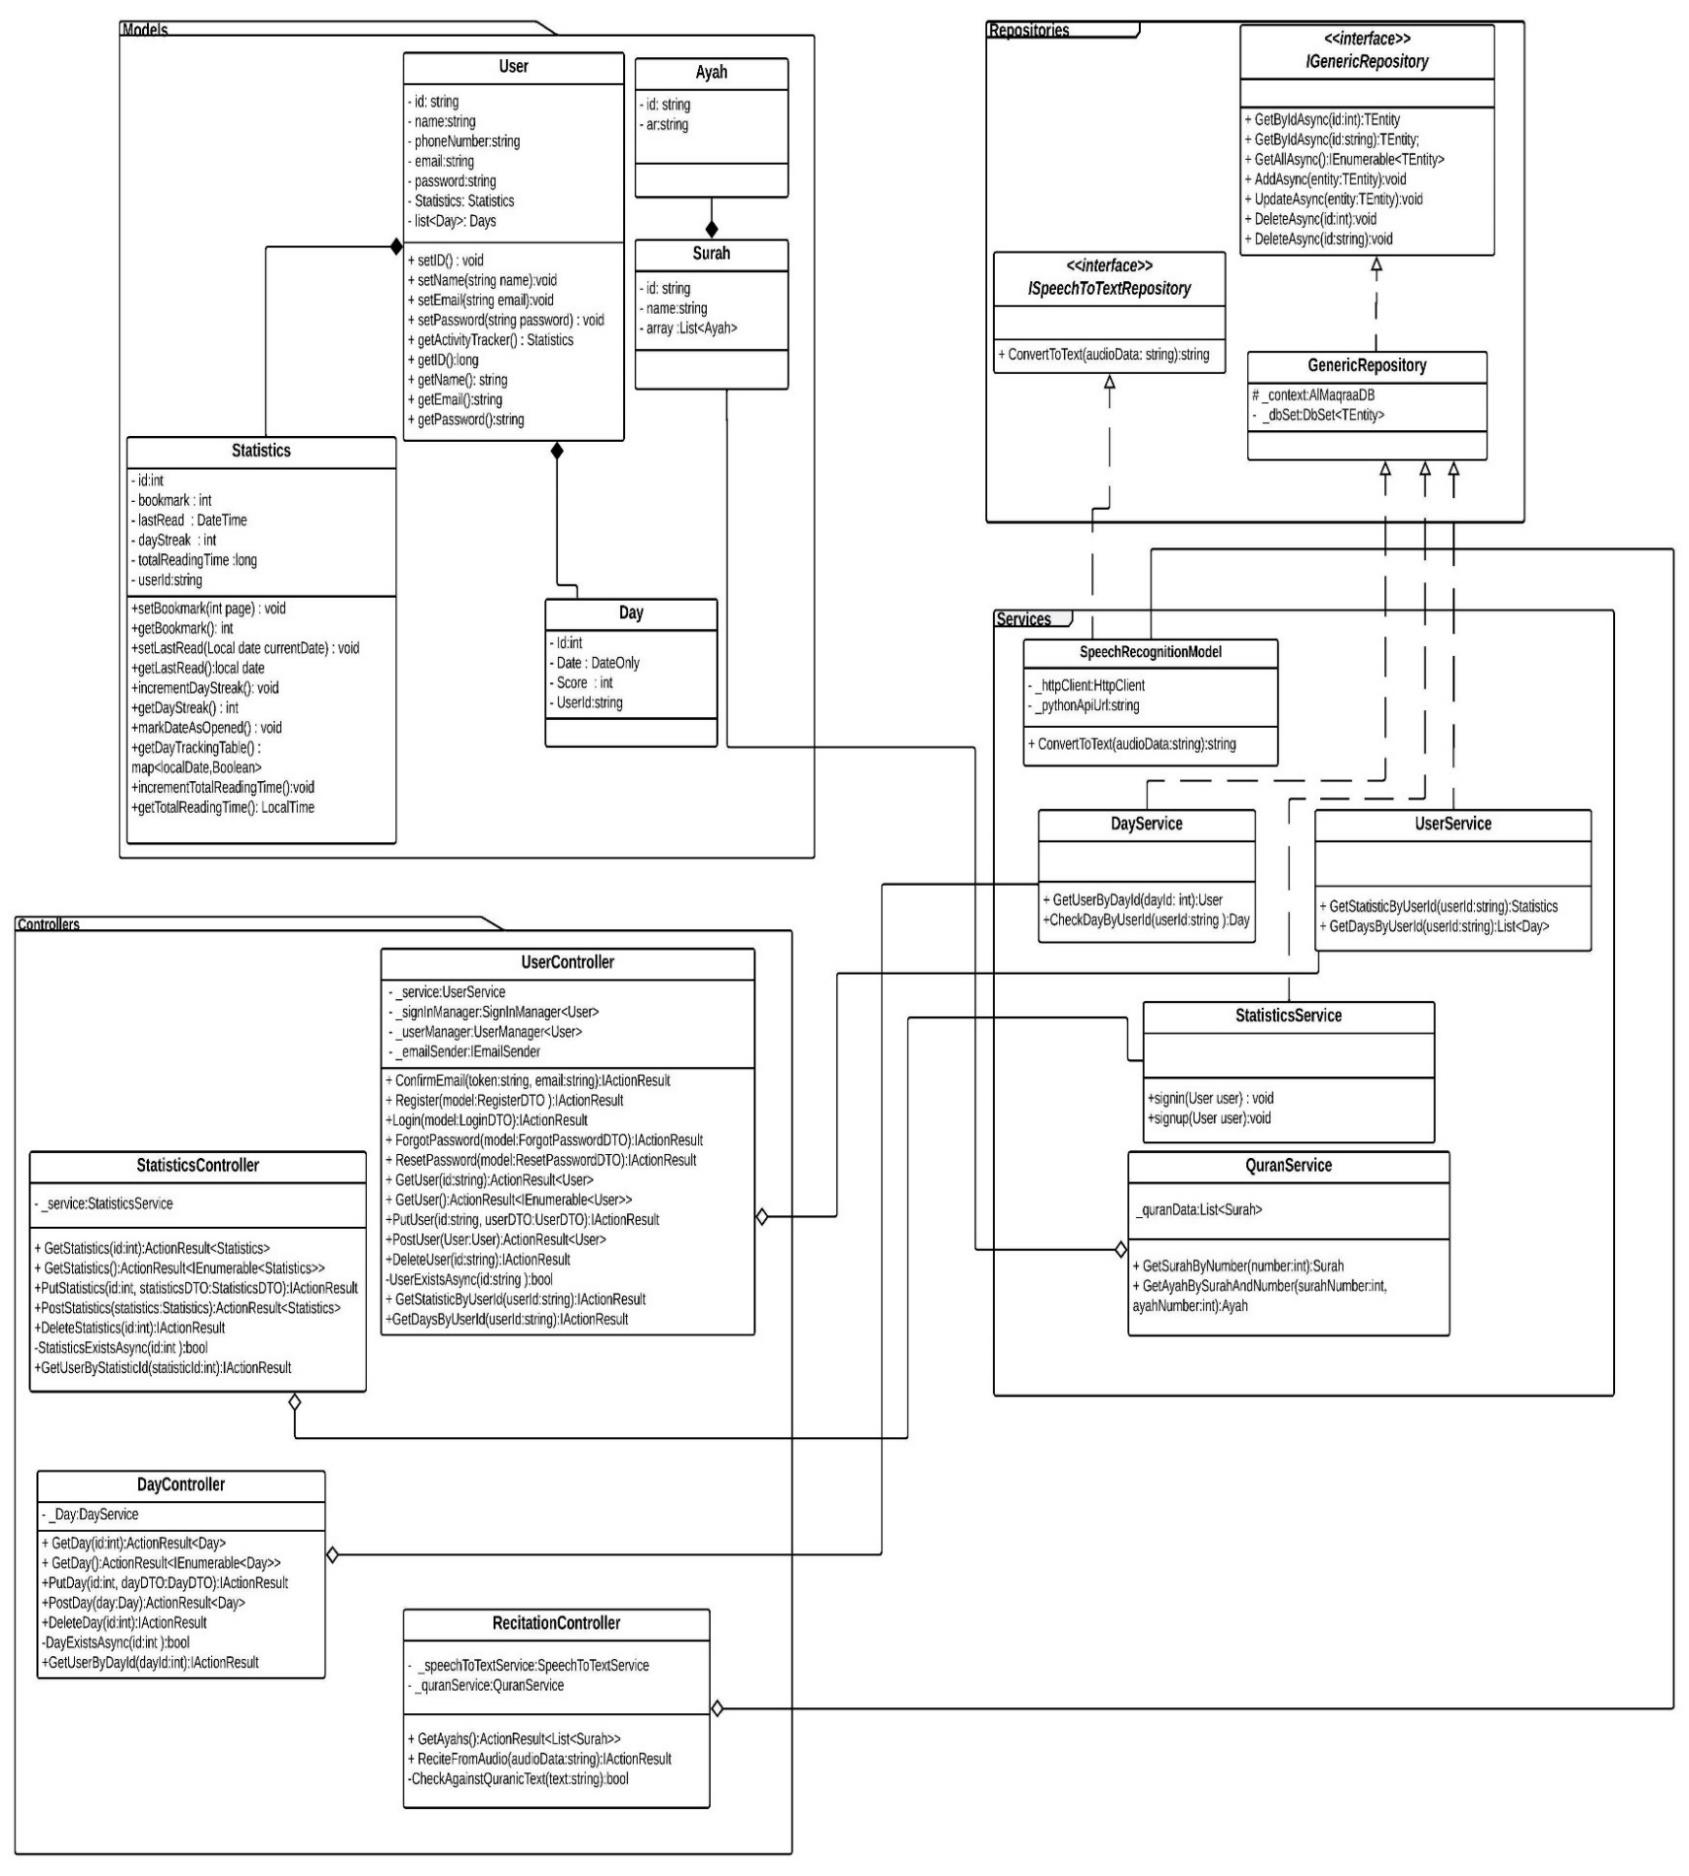 Models
User
- id: string
- name:string
- phoneNumber:string
- email:string
- password:string
- Statistics: Statistics
- list<Day>: Days
+ setID() : void
+ setName(string name):void
+ setEmail(string email):void
+ setPassword(string password) : void
+ getActivityTracker() : Statistics
+ getID():long
+ getName(): string
+ getEmail():string
+ getPassword():string
Ayah
- id: string
- ar:string
Surah
- id: string
- name:string
- array :List<Ayah>
Statistics
- id:int
- bookmark : int
- lastRead : DateTime
- dayStreak : int
- totalReadingTime :long
- userId:string
+setBookmark(int page) : void
+getBookmark(): int
+setLastRead(Local date currentDate) : void
+getLastRead():local date
+incrementDayStreak(): void
+getDayStreak() : int
+markDateAsOpened() : void
+getDayTrackingTable() :
map<localDate,Boolean>
+incrementTotalReadingTime():void
+getTotalReadingTime(): LocalTime
Day
- Id:int
- Date : DateOnly
- Score : int
- UserId:string
Repositories
<<interface>>
IGenericRepository
+ GetByIdAsync(id:int):TEntity
+ GetByIdAsync(id:string):TEntity;
+ GetAllAsync():IEnumerable<TEntity>
+ AddAsync(entity:TEntity):void
+ UpdateAsync(entity:TEntity):void
+ DeleteAsync(id:int):void
+ DeleteAsync(id:string):void
<<interface>>
ISpeechToTextRepository
+ ConvertToText(audioData: string):string
GenericRepository
# _context:AlMaqraaDB
- _dbSet:DbSet<TEntity>
Services
SpeechRecognitionModel
- _httpClient:HttpClient
- _pythonApiUrl:string
+ ConvertToText(audioData:string):string
DayService
+ GetUserByDayId(dayId: int):User
+CheckDayByUserId(userId:string ):Day
UserService
+ GetStatisticByUserId(userId:string):Statistics
+ GetDaysByUserId(userId:string):List<Day>
StatisticsService
+signin(User user) : void
+signup(User user):void
QuranService
_quranData:List<Surah>
+ GetSurahByNumber(number:int):Surah
+ GetAyahBySurahAndNumber(surahNumber:int,
ayahNumber:int):Ayah
Controllers
UserController
- _service:UserService
- _signInManager:SignInManager<User>
- _userManager:UserManager<User>
- _emailSender:IEmailSender
+ ConfirmEmail(token:string, email:string):IActionResult
+ Register(model:RegisterDTO ):IActionResult
+Login(model:LoginDTO):IActionResult
+ ForgotPassword(model:ForgotPasswordDTO):IActionResult
+ ResetPassword(model:ResetPasswordDTO):IActionResult
+ GetUser(id:string):ActionResult<User>
+ GetUser():ActionResult<IEnumerable<User>>
+PutUser(id:string, userDTO:UserDTO):IActionResult
+PostUser(User:User):ActionResult<User>
+DeleteUser(id:string):IActionResult
-UserExistsAsync(id:string ):bool
+ GetStatisticByUserId(userId:string):IActionResult
+GetDaysByUserId(userId:string):IActionResult
StatisticsController
- _service:StatisticsService
+ GetStatistics(id:int):ActionResult<Statistics>
+ GetStatistics():ActionResult<IEnumerable<Statistics>>
+PutStatistics(id:int, statisticsDTO:StatisticsDTO):IActionResult
+PostStatistics(statistics:Statistics):ActionResult<Statistics>
+DeleteStatistics(id:int):IActionResult
-StatisticsExistsAsync(id:int ):bool
+GetUserByStatisticId(statisticId:int):IActionResult
DayController
- _Day:DayService
+ GetDay(id:int):ActionResult<Day>
+ GetDay():ActionResult<IEnumerable<Day>>
+PutDay(id:int, dayDTO:DayDTO):IActionResult
+PostDay(day:Day):ActionResult<Day>
+DeleteDay(id:int):IActionResult
-DayExistsAsync(id:int ):bool
+GetUserByDayId(dayId:int):IActionResult
RecitationController
- _speechToTextService:SpeechToTextService
- _quranService:QuranService
+ GetAyahs():ActionResult<List<Surah>>
+ ReciteFromAudio(audioData:string):IActionResult
-CheckAgainstQuranicText(text:string):bool